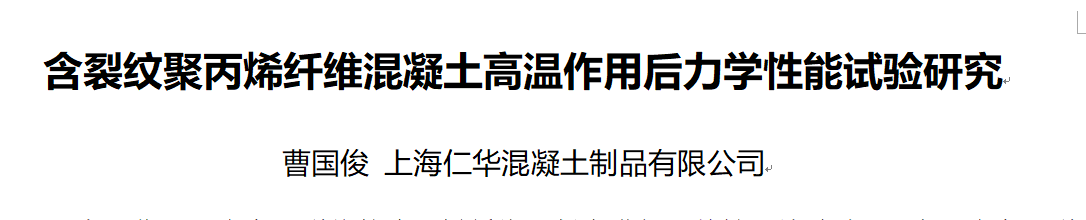 含裂纹聚丙烯纤维混凝土高温作用后力学性能试验研究
曹国俊 上海仁华混凝土制品有限公司